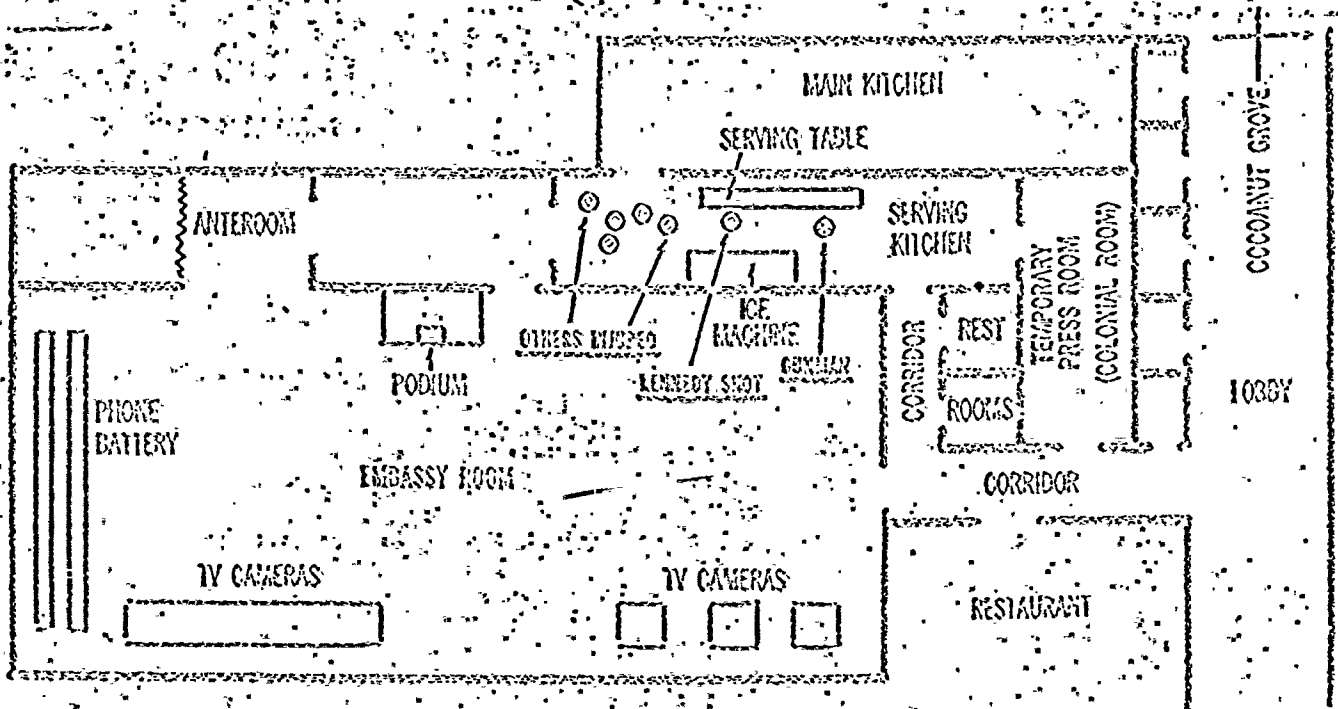 MAIN KITCHEN
SERVING TABLE
COCOANUT GROVE
ANTEROOM
SERVING
KITCHEN
TEMPORARY
PRESS ROOM
(COLONIAL ROOM)
OTHERS INJURED
ICE
MACHINE
GUNMAN
KENNEDY SHOT
PODIUM
CORRIDOR
REST
ROOMS
LOBBY
PHONE
BATTERY
EMBASSY ROOM
CORRIDOR
TV CAMERAS
TV CAMERAS
RESTAURANT